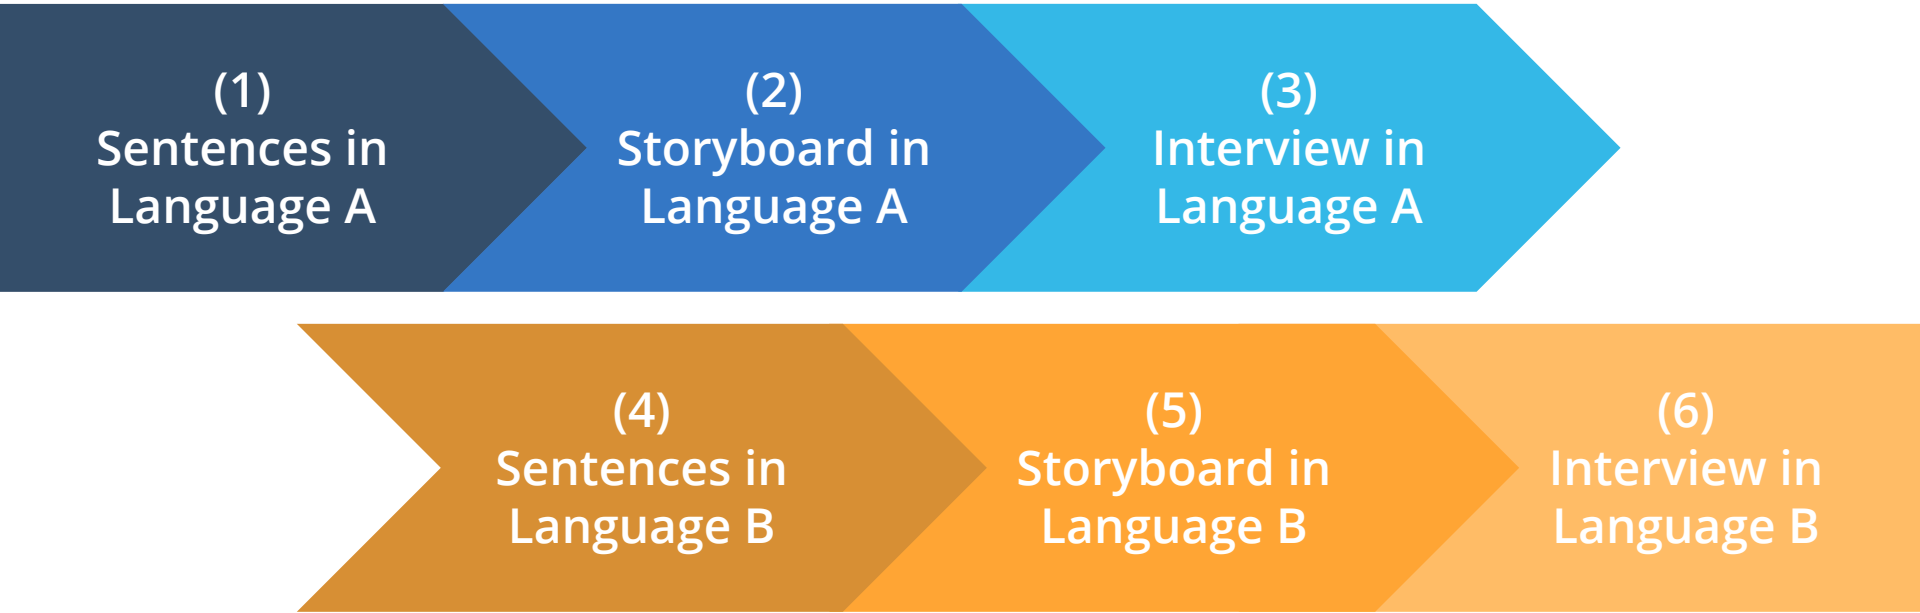 (1)
Sentences in
Language A
(2)
Storyboard in
Language A
(3)
Interview in
Language A
(4)
Sentences in
Language B
(5)
Storyboard in
Language B
(6)
Interview in
Language B